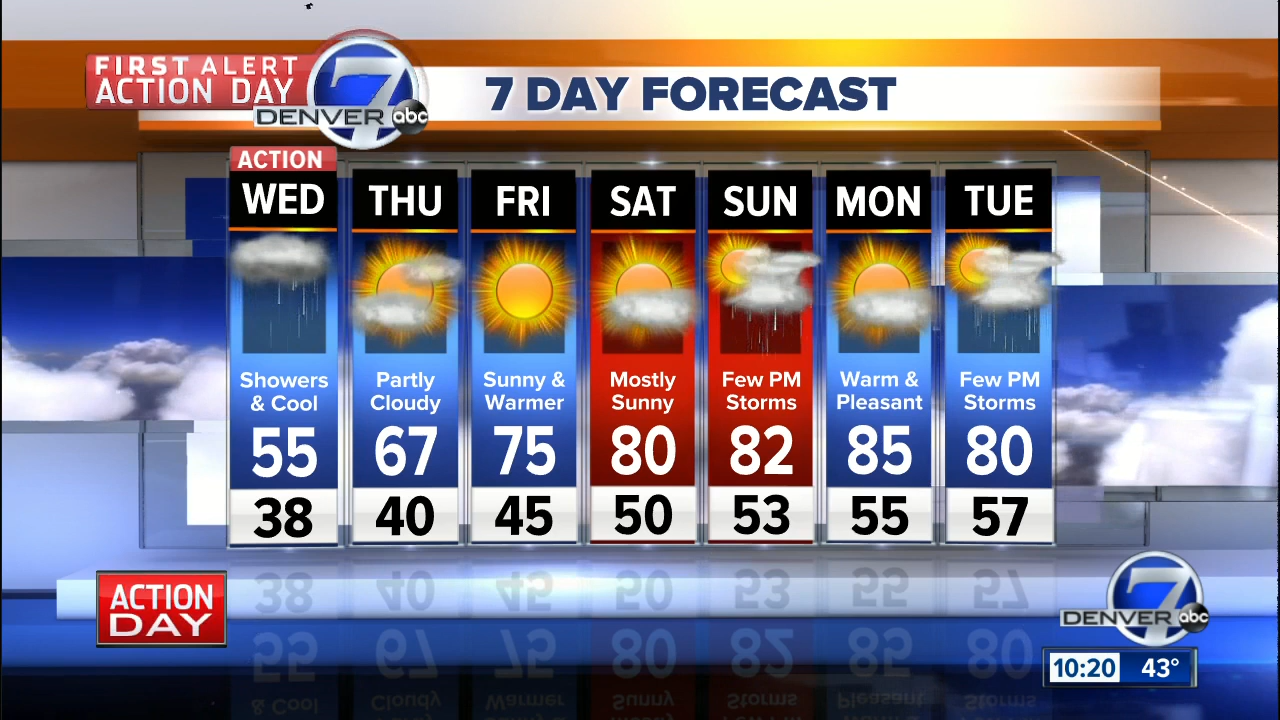 FIRST ALERT
ACTION DAY
7
DENVER abc
7 DAY FORECAST
ACTION
WED THU FRI SAT SUN MON TUE
Showers & Cool
Partly Cloudy
Sunny & Warmer
Mostly Sunny
Few PM Storms
Warm & Pleasant
Few PM Storms
55 67 75 80 82 85 80
38 40 45 50 53 55 57
ACTION
DAY
7
DENVER abc
10:20 43°